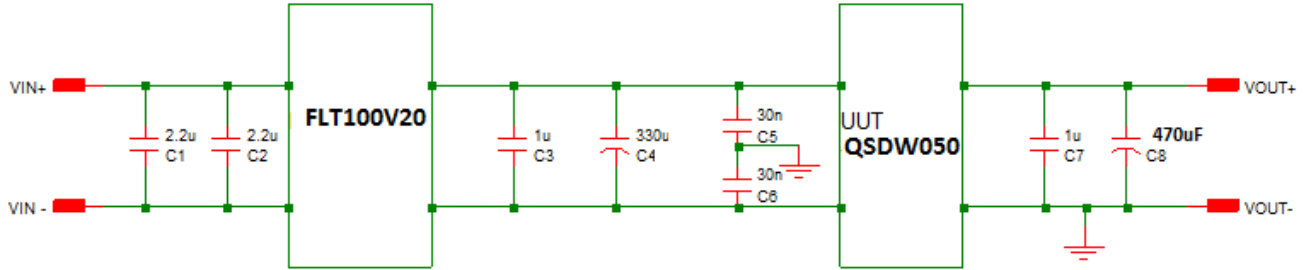 VIN+
VIN -
2.2u
C1
2.2u
C2
FLT100V20
1u
C3
330u
C4
30n
C5
30n
C6
UUT
QSDW050
1u
C7
470uF
C8
VOUT+
VOUT-